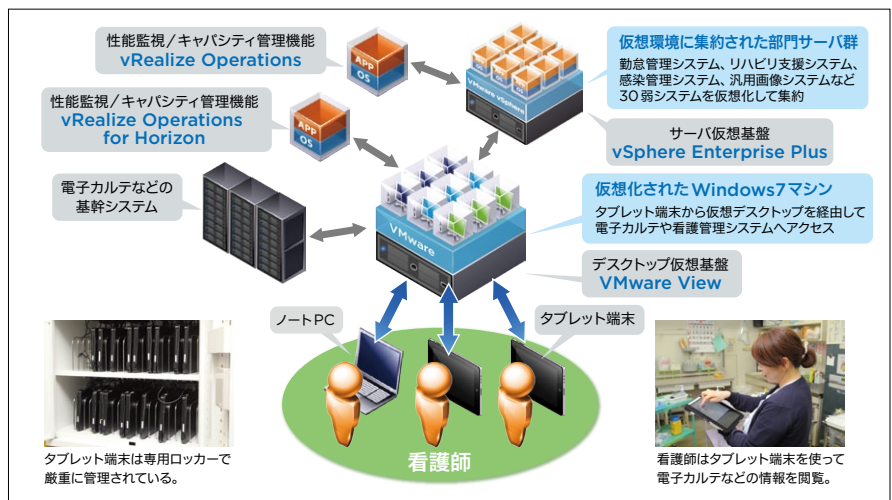 性能監視/キャパシティ管理機能
vRealize Operations
APP
OS
性能監視/キャパシティ管理機能
vRealize Operations
for Horizon
APP
OS
電子カルテなどの
基幹システム
VMware vSphere
仮想環境に集約された部門サーバ群
勤怠管理システム、リハビリ支援システム、
感染管理システム、汎用画像システムなど
30弱システムを仮想化して集約
サーバ仮想基盤
vSphere Enterprise Plus
仮想化されたWindows7マシン
タブレット端末から仮想デスクトップを経由して
電子カルテや看護管理システムへアクセス
VMware
デスクトップ仮想基盤
VMware View
ノートPC
タブレット端末
看護師
タブレット端末は専用ロッカーで
厳重に管理されている。
看護師はタブレット端末を使って
電子カルテなどの情報を閲覧。